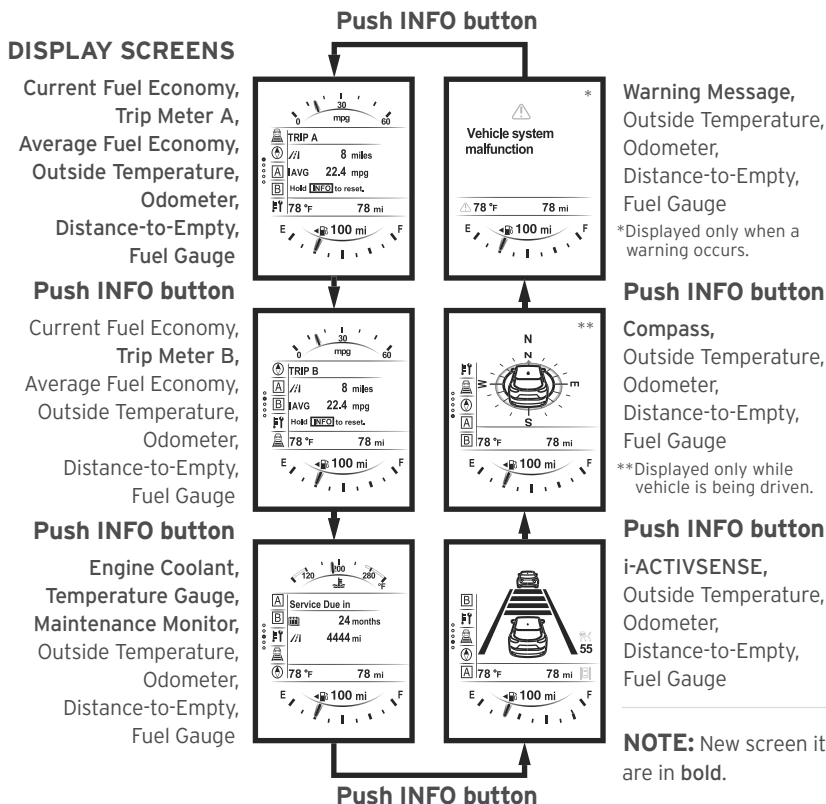 Push INFO button
DISPLAY SCREENS
Current Fuel Economy,
Trip Meter A,
Average Fuel Economy,
Outside Temperature,
Odometer,
Distance-to-Empty,
Fuel Gauge
0 30 60
mpg
TRIP A
8 miles
A AVG 22.4 mpg
B Hold INFO to reset.
78 °F 78 mi
E 100 mi F
*
Vehicle system
malfunction
78 °F 78 mi
E 100 mi F
Warning Message,
Outside Temperature,
Odometer,
Distance-to-Empty,
Fuel Gauge
*Displayed only when a
warning occurs.
Push INFO button
Current Fuel Economy,
Trip Meter B,
Average Fuel Economy,
Outside Temperature,
Odometer,
Distance-to-Empty,
Fuel Gauge
0 30 60
mpg
TRIP B
A 8 miles
B AVG 22.4 mpg
Hold INFO to reset.
78 °F 78 mi
E 100 mi F
**
N
N
W E
S
A
B 78 °F 78 mi
E 100 mi F
Push INFO button
Compass,
Outside Temperature,
Odometer,
Distance-to-Empty,
Fuel Gauge
**Displayed only while
vehicle is being driven.
Push INFO button
Engine Coolant,
Temperature Gauge,
Maintenance Monitor,
Outside Temperature,
Odometer,
Distance-to-Empty,
Fuel Gauge
120 200 280
°F
A Service Due in
B 24 months
4444 mi
78 °F 78 mi
E 100 mi F
B
55
A 78 °F 78 mi
E 100 mi F
Push INFO button
i-ACTIVSENSE,
Outside Temperature,
Odometer,
Distance-to-Empty,
Fuel Gauge
NOTE: New screen it
are in bold.
Push INFO button